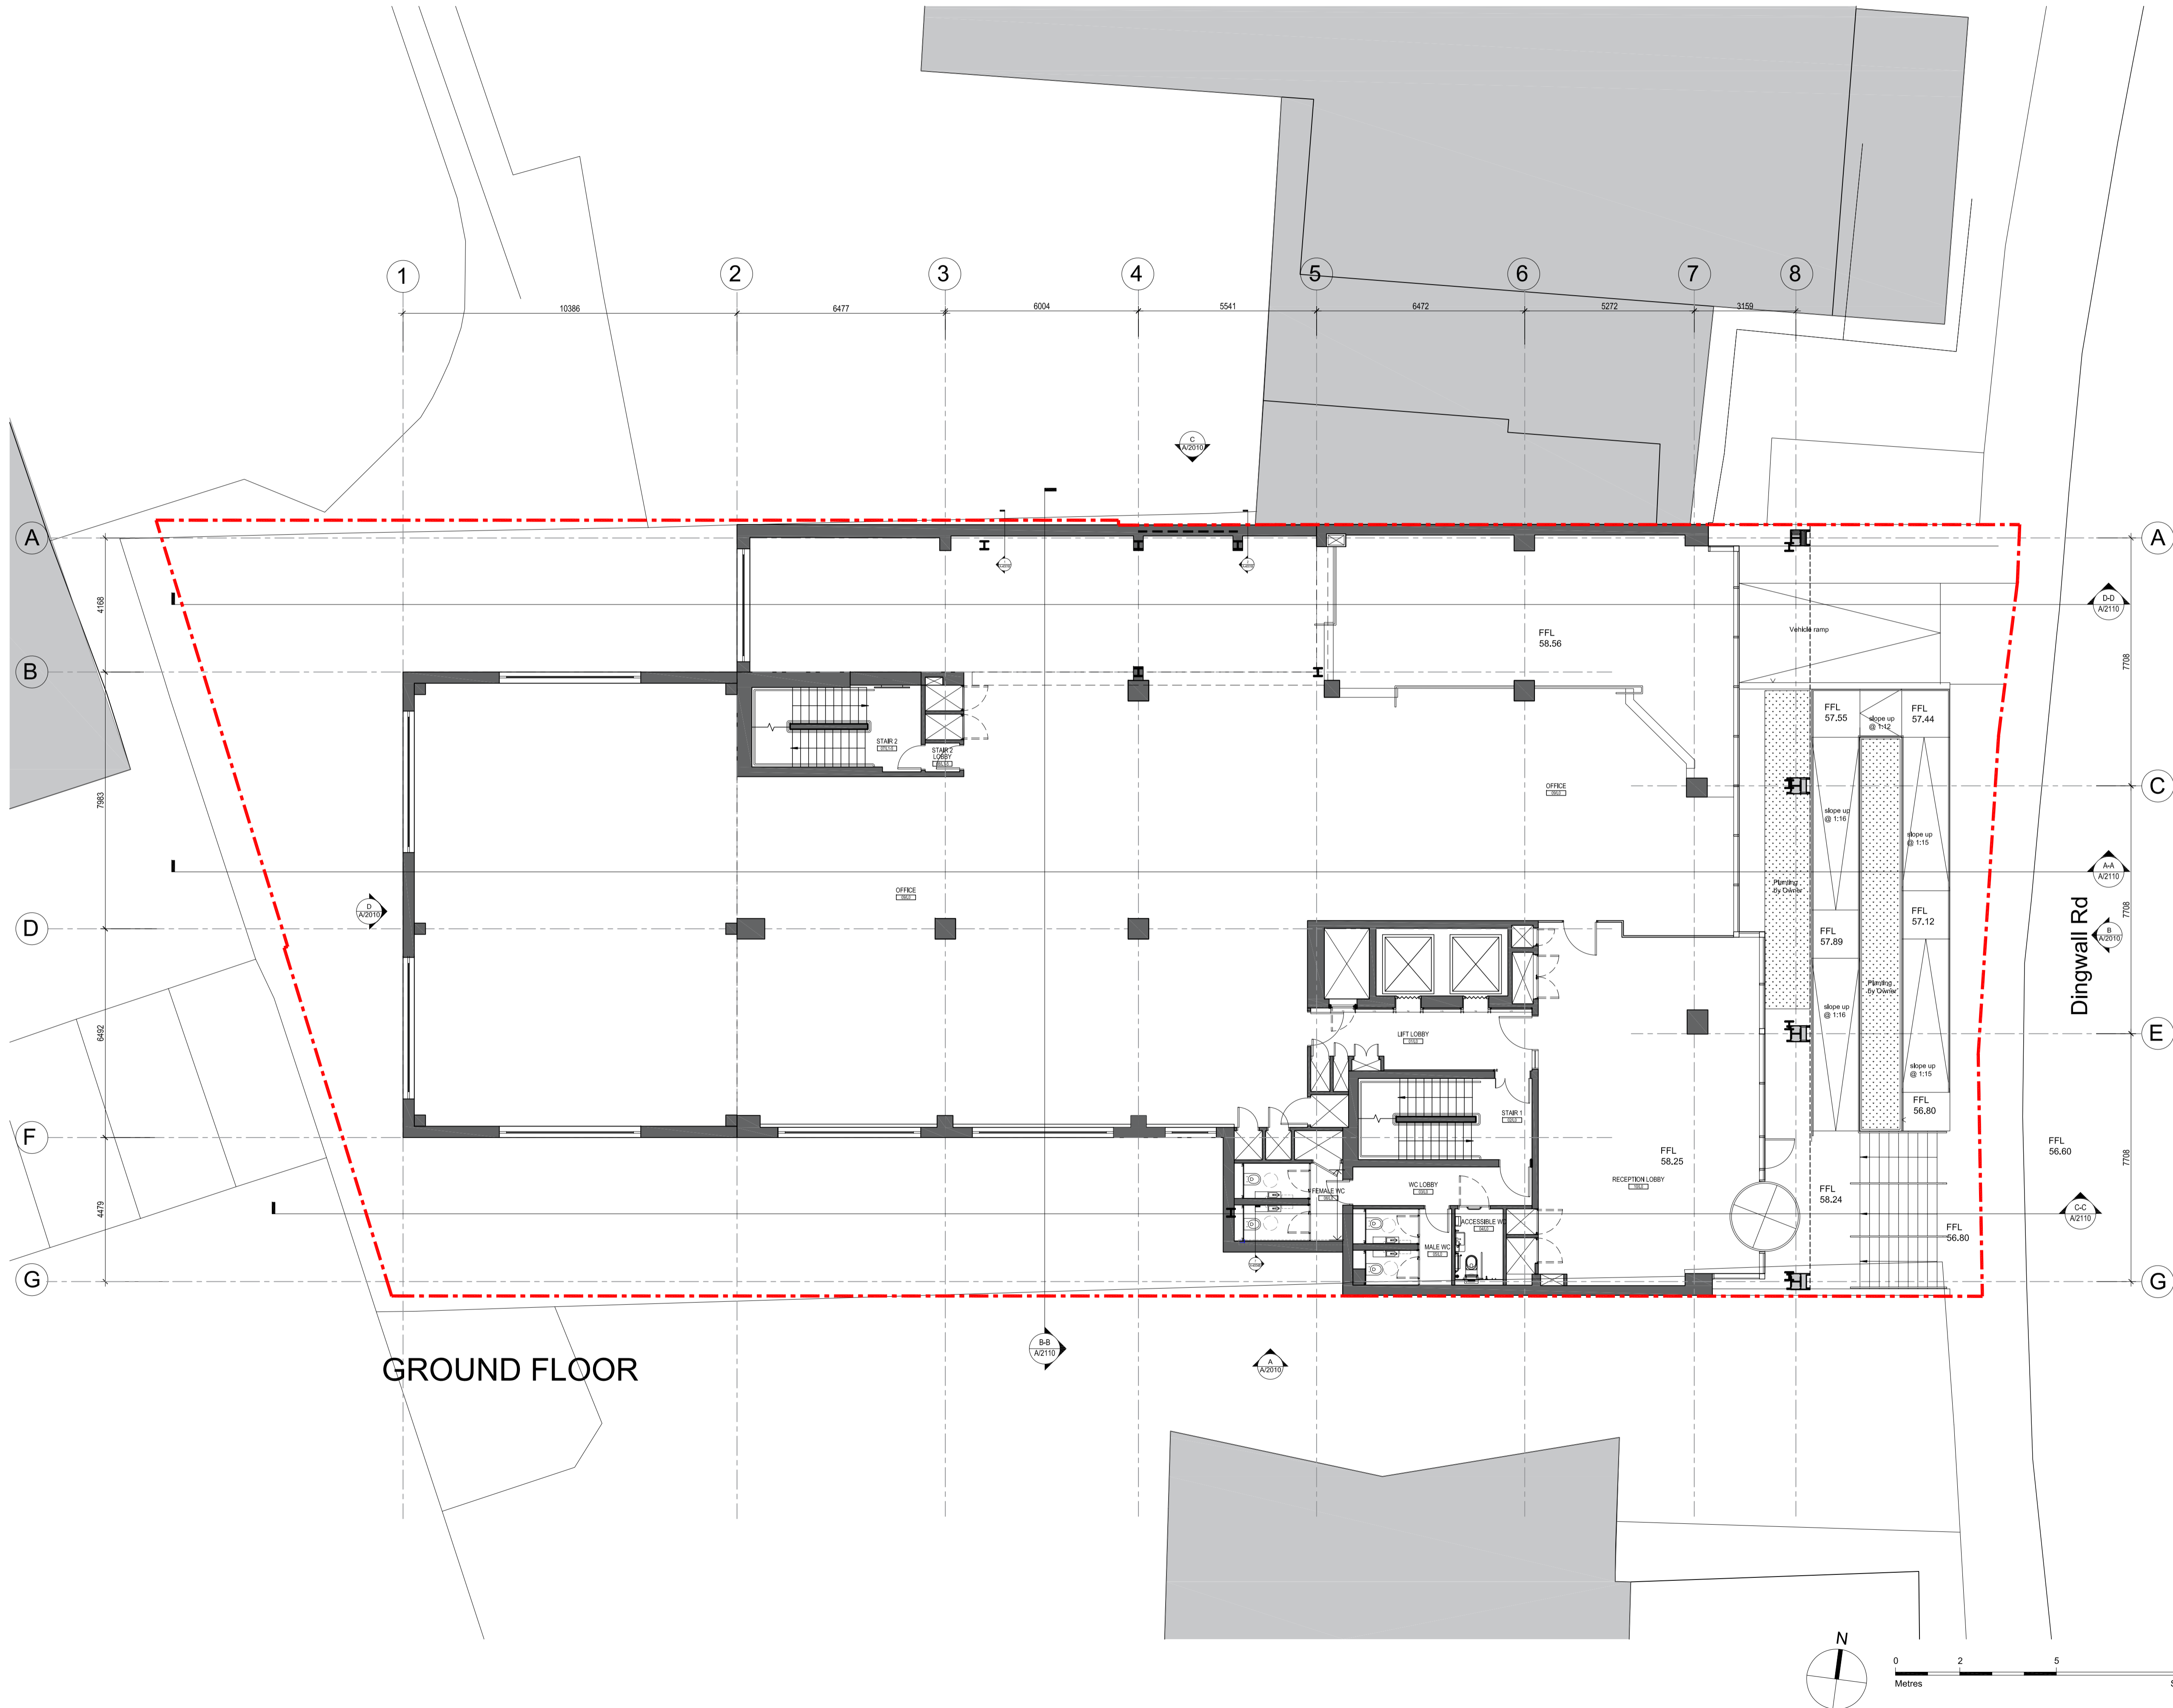 1
2
3
4
5
6
7
8
10386
6477
6004
5541
6472
5272
3159
C
A/2010
A
A
4168
D-D
A/2110
FFL
58.56
Vehicle ramp
7708
B
STAIR 2
STAIR 2
LOBBY
FFL
57.55
slope up
@ 1:12
FFL
57.44
C
7983
OFFICE
slope up
@ 1:16
slope up
@ 1:15
A-A
A/2110
OFFICE
Planting
by Owner
D
A/2010
7708
FFL
57.12
D
FFL
57.89
Dingwall Rd
B
A/2010
Planting
by Owner
slope up
@ 1:16
6492
LIFT LOBBY
E
slope up
@ 1:15
FFL
56.80
STAIR 1
F
FFL
58.25
FFL
56.60
7708
RECEPTION LOBBY
FEMALE WC
WC LOBBY
FFL
58.24
4479
C-C
A/2110
ACCESSIBLE WC
FFL
56.80
MALE WC
G
G
B-B
A/2110
A
A/2010
GROUND FLOOR
N
0
2
5
Metres